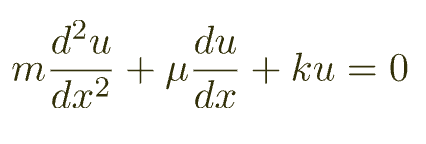 m\frac{d^2u}{dx^2} + \mu\frac{du}{dx} + ku = 0